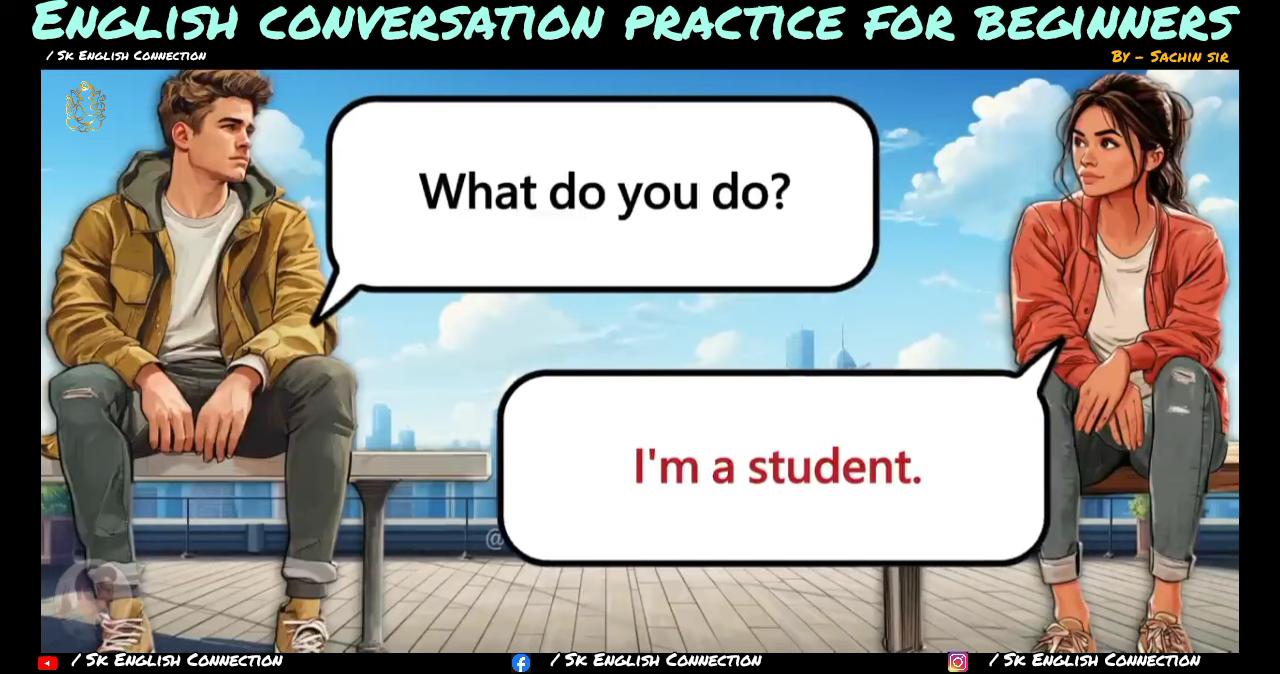 English conversation practice for beginners
/ Sk English Connection
By - Sachin sir
What do you do?
I'm a student.
@
/ Sk English Connection
/ Sk English Connection
/ Sk English Connection